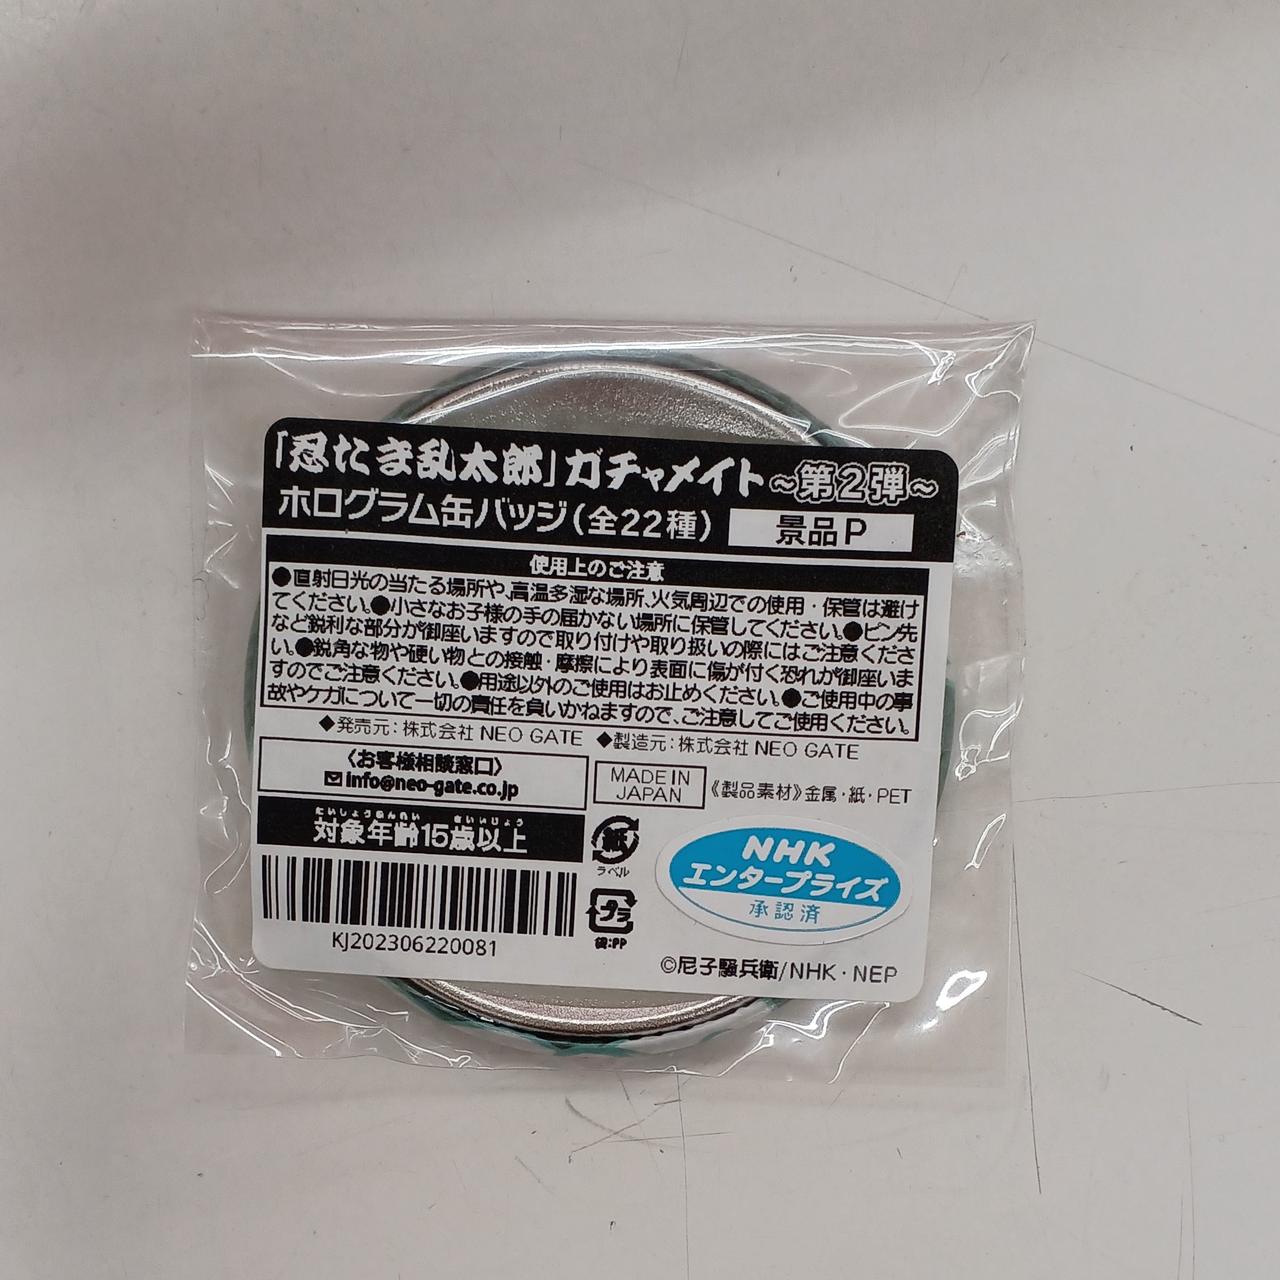 「忍たま乱太郎」ガチャメイト～第2弾～
ホログラム缶バッジ(全22種) 景品P
使用上のご注意
●直射日光の当たる場所や、高温多湿な場所、火気周辺での使用・保管は避け
てください。●小さなお子様の手の届かない場所に保管してください。●ピン先
など鋭利な部分が御座いますので取り付けや取り扱いの際にはご注意くださ
い。●鋭角な物や硬い物との接触・摩擦により表面に傷が付く恐れが御座いま
すのでご注意ください。●用途以外のご使用はお止めください。●ご使用中の事
故やケガについて一切の責任を負いかねますので、ご注意してご使用ください。
◆発売元：株式会社 NEO GATE ◆製造元：株式会社 NEO GATE
〈お客様相談窓口〉
info@neo-gate.co.jp
MADE IN
JAPAN
《製品素材》金属・紙・PET
たいしょうねんれい さいいじょう
対象年齢15歳以上
紙
ラベル
プラ
袋:PP
KJ202306220081
NHK
エンタープライズ
承認済
©尼子騒兵衛/NHK・NEP